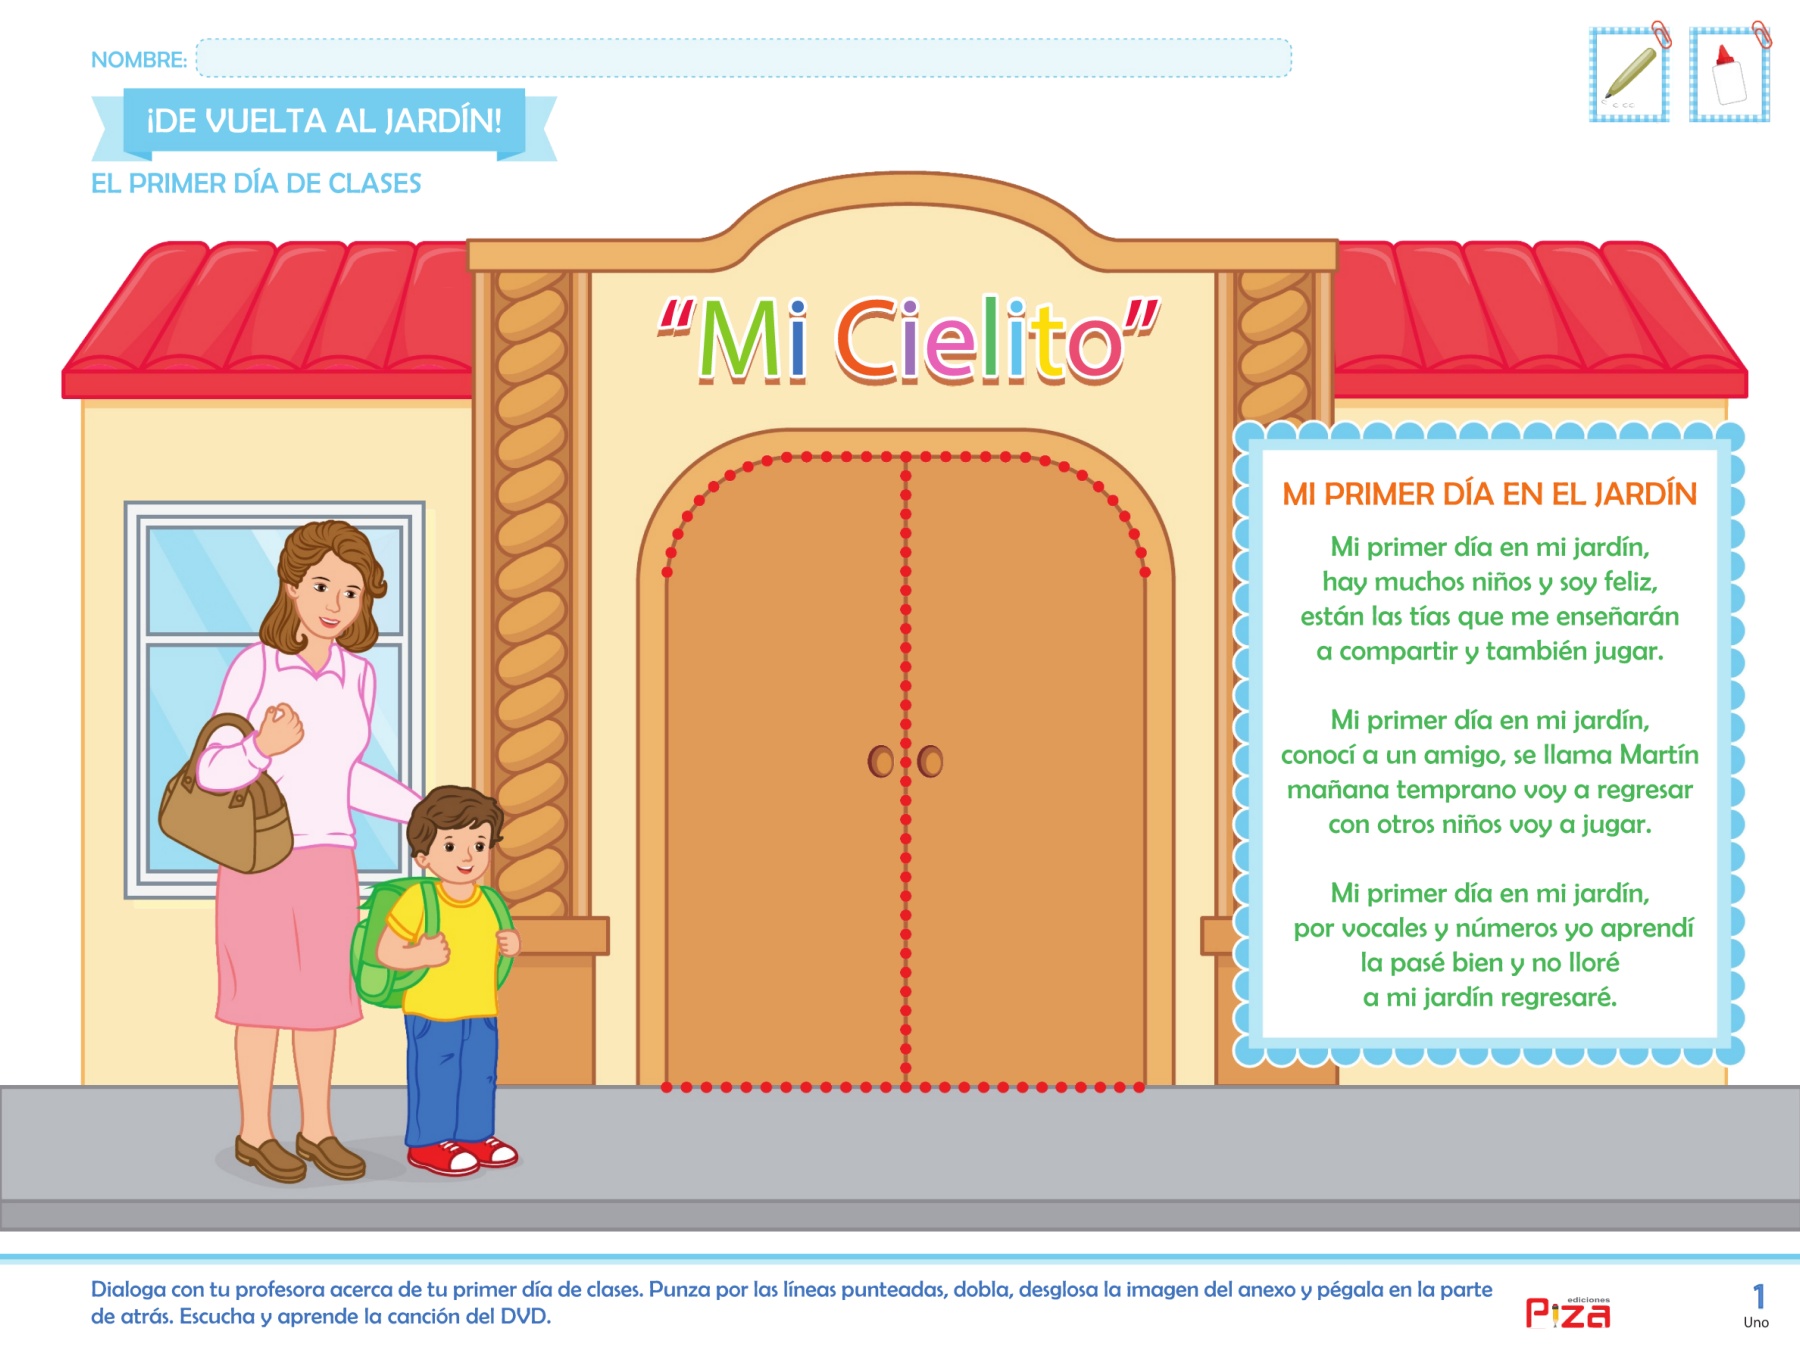 NOMBRE:
¡DE VUELTA AL JARDÍN!
EL PRIMER DÍA DE CLASES
“Mi Cielito”
MI PRIMER DÍA EN EL JARDÍN
Mi primer día en mi jardín,
hay muchos niños y soy feliz,
están las tías que me enseñarán
a compartir y también jugar.
Mi primer día en mi jardín,
conocí a un amigo, se llama Martín
mañana temprano voy a regresar
con otros niños voy a jugar.
Mi primer día en mi jardín,
por vocales y números yo aprendí
la pasé bien y no lloré
a mi jardín regresaré.
Dialoga con tu profesora acerca de tu primer día de clases. Punza por las líneas punteadas, dobla, desglosa la imagen del anexo y pégala en la parte
de atrás. Escucha y aprende la canción del DVD.
ediciones
Piza
1
Uno